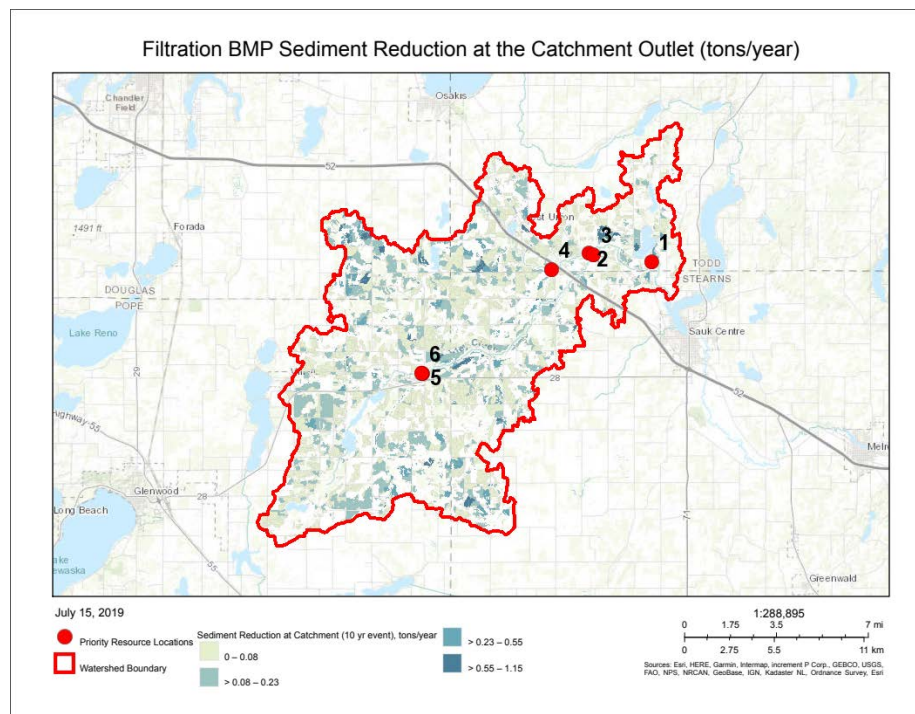 Filtration BMP Sediment Reduction at the Catchment Outlet (tons/year)
Chandler
Field
Osakis
52
1491 ft
Forada
DOUGLAS
POPE
Lake Reno
29
3
4
2
1
TODD
STEARNS
Sauk Centre
6
5
28
52
Highway-55
Glenwood
28
Long Beach
55
71
Greenwald
July 15, 2019
Priority Resource Locations
Watershed Boundary
Sediment Reduction at Catchment (10 yr event), tons/year
0 – 0.08
> 0.08 – 0.23
> 0.23 – 0.55
> 0.55 – 1.15
1:288,895
0 1.75 3.5 7 mi
0 2.75 5.5 11 km
Sources: Esri, HERE, Garmin, Intermap, increment P Corp., GEBCO, USGS,
FAO, NPS, NRCAN, GeoBase, IGN, Kadaster NL, Ordnance Survey, Esri